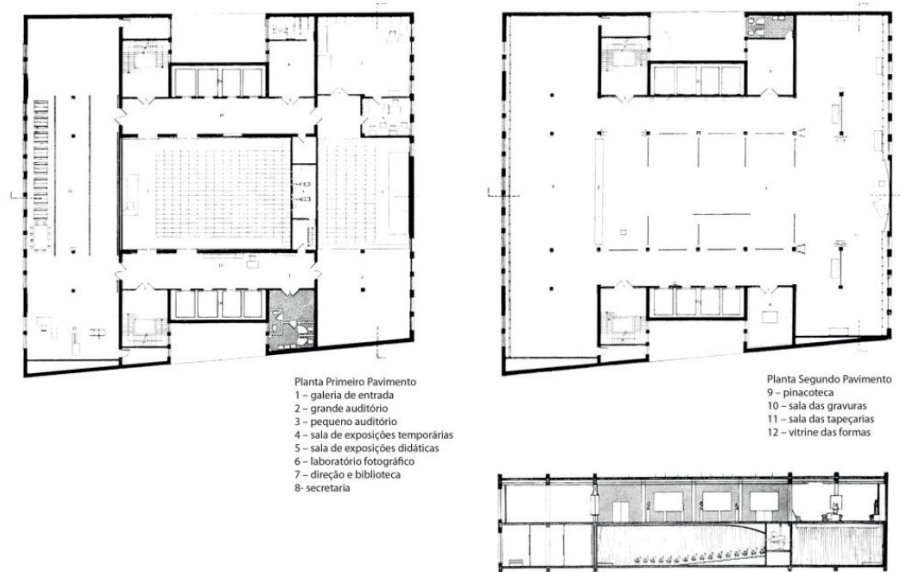 Planta Primeiro Pavimento
1 – galeria de entrada
2 – grande auditório
3 – pequeno auditório
4 – sala de exposições temporárias
5 – sala de exposições didáticas
6 – laboratório fotográfico
7 – direção e biblioteca
8- secretaria
Planta Segundo Pavimento
9 – pinacoteca
10 – sala das gravuras
11 – sala das tapeçarias
12 – vitrine das formas